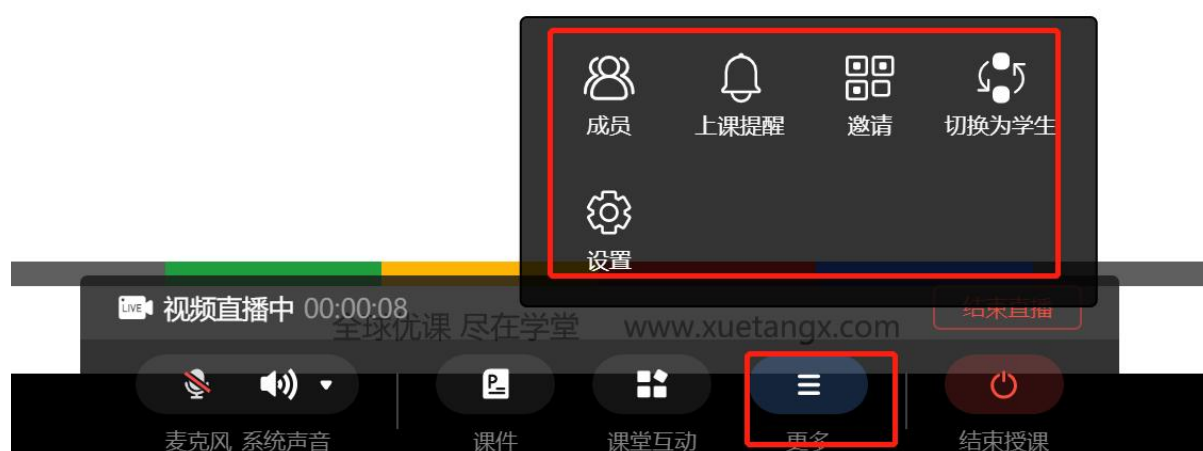 成员 上课提醒 邀请 切换为学生
设置
LIVE 视频直播中 00:00:08 结束直播
全球优课 尽在学堂 www.xuetangx.com
麦克风 系统声音 课件 课堂互动 更多 结束授课